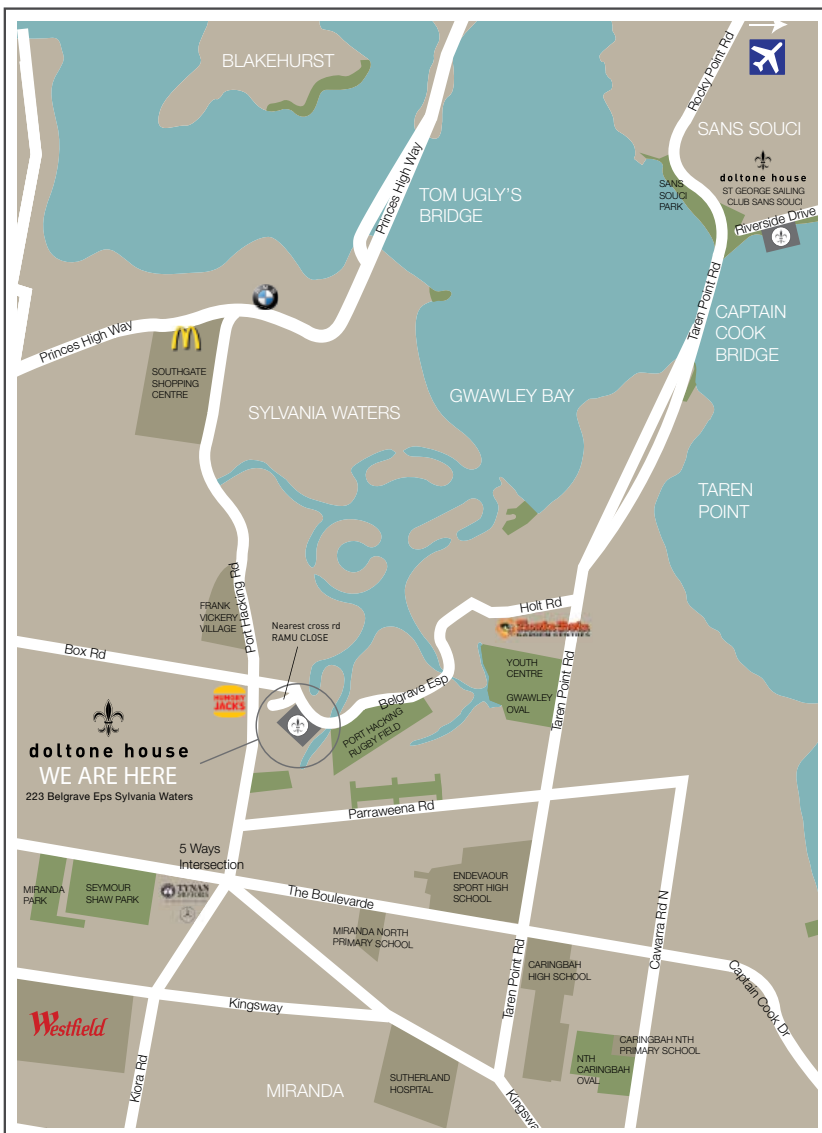 BLAKEHURST
Rocky Point Rd
SANS SOUCI
doltone house
ST GEORGE SAILING
CLUB SANS SOUCI
SANS
SOUCI
PARK
Riverside Drive
Princes High Way
TOM UGLY'S
BRIDGE
Taren Point Rd
CAPTAIN
COOK
BRIDGE
Princes High Way
SOUTHGATE
SHOPPING
CENTRE
SYLVANIA WATERS
GWAWLEY BAY
TAREN
POINT
Port Hacking Rd
FRANK
VICKERY
VILLAGE
Nearest cross rd
RAMU CLOSE
Holt Rd
GARDEN CENTRES
Box Rd
YOUTH
CENTRE
GWAWLEY
OVAL
Taren Point Rd
Belgrave Esp
HUNGRY
JACK'S
PORT HACKING
RUGBY FIELD
doltone house
WE ARE HERE
223 Belgrave Eps Sylvania Waters
Parraweena Rd
5 Ways
Intersection
MIRANDA
PARK
SEYMOUR
SHAW PARK
TYNAN
The Boulevarde
ENDEAVOUR
SPORT HIGH
SCHOOL
MIRANDA NORTH
PRIMARY SCHOOL
Cawarra Rd N
Taren Point Rd
CARINGBAH
HIGH SCHOOL
Captain Cook Dr
Kingsway
Westfield
CARINGBAH NTH
PRIMARY SCHOOL
NTH
CARINGBAH
OVAL
Kiora Rd
MIRANDA
SUTHERLAND
HOSPITAL
Kingsway